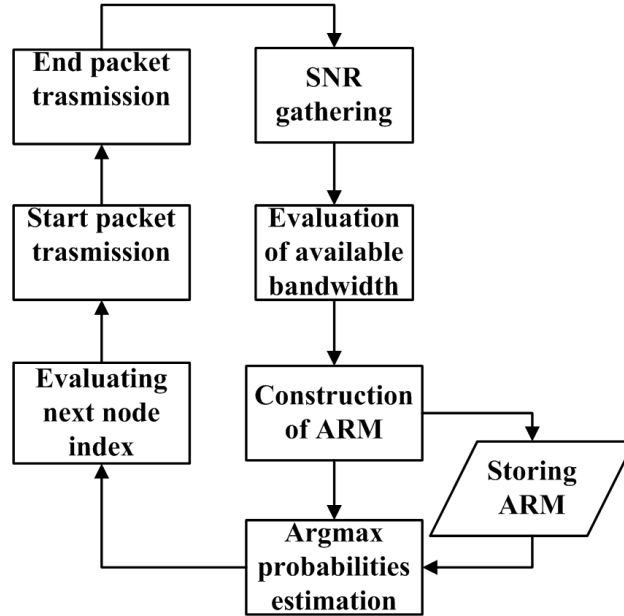 End packet
trasmission
SNR
gathering
Start packet
trasmission
Evaluation
of available
bandwidth
Evaluating
next node
index
Construction
of ARM
Storing
ARM
Argmax
probabilities
estimation